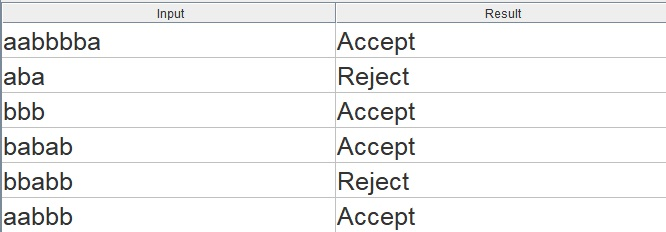 Input Result
aabbbba Accept
aba Reject
bbb Accept
babab Accept
bbabb Reject
aabbb Accept